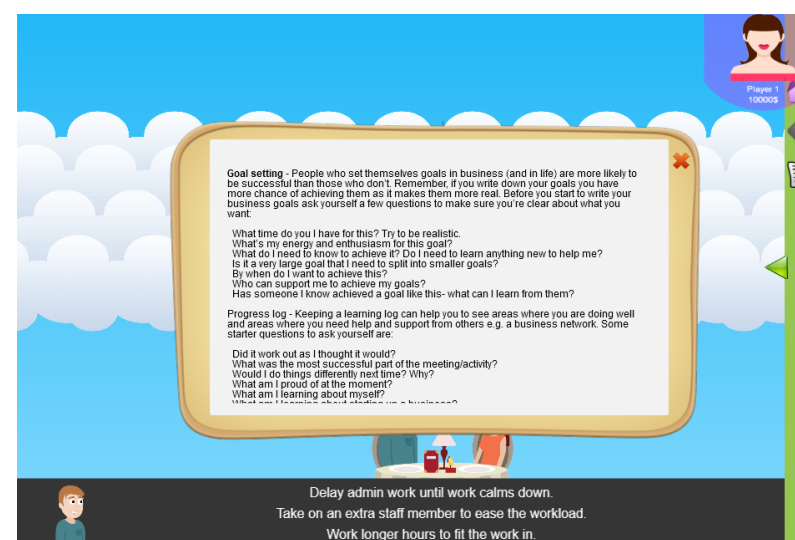 Player 1
10000$
Goal setting - People who set themselves goals in business (and in life) are more likely to
be successful than those who don't. Remember, if you write down your goals you have
more chance of achieving them as it makes them more real. Before you start to write your
business goals ask yourself a few questions to make sure you're clear about what you
want:
What time do you I have for this? Try to be realistic.
What's my energy and enthusiasm for this goal?
What do I need to know to achieve it? Do I need to learn anything new to help me?
Is it a very large goal that I need to split into smaller goals?
By when do I want to achieve this?
Who can support me to achieve my goals?
Has someone I know achieved a goal like this- what can I learn from them?
Progress log - Keeping a learning log can help you to see areas where you are doing well
and areas where you need help and support from others e.g. a business network. Some
starter questions to ask yourself are:
Did it work out as I thought it would?
What was the most successful part of the meeting/activity?
Would I do things differently next time? Why?
What am I proud of at the moment?
What am I learning about myself?
What am I learning about starting up a business?
Delay admin work until work calms down.
Take on an extra staff member to ease the workload.
Work longer hours to fit the work in.